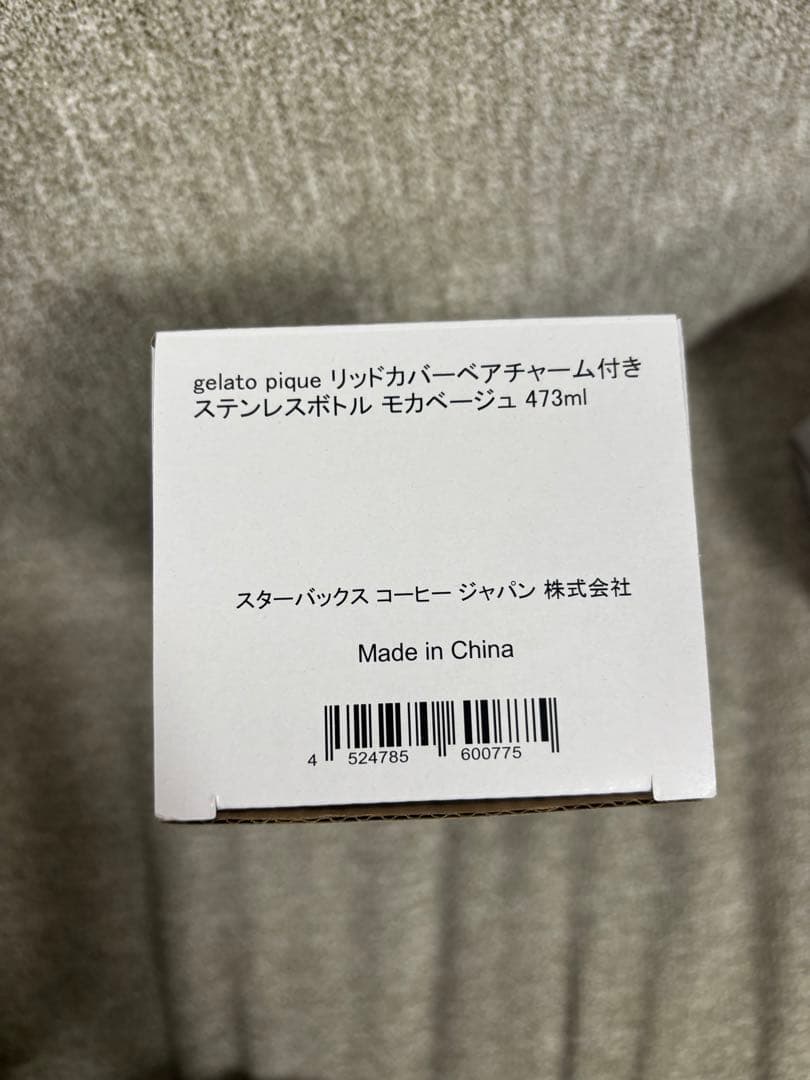 gelato pique リッドカバーベアチャーム付き
ステンレスボトル モカベージュ 473ml
スターバックス コーヒー ジャパン 株式会社
Made in China
4 524785 600775